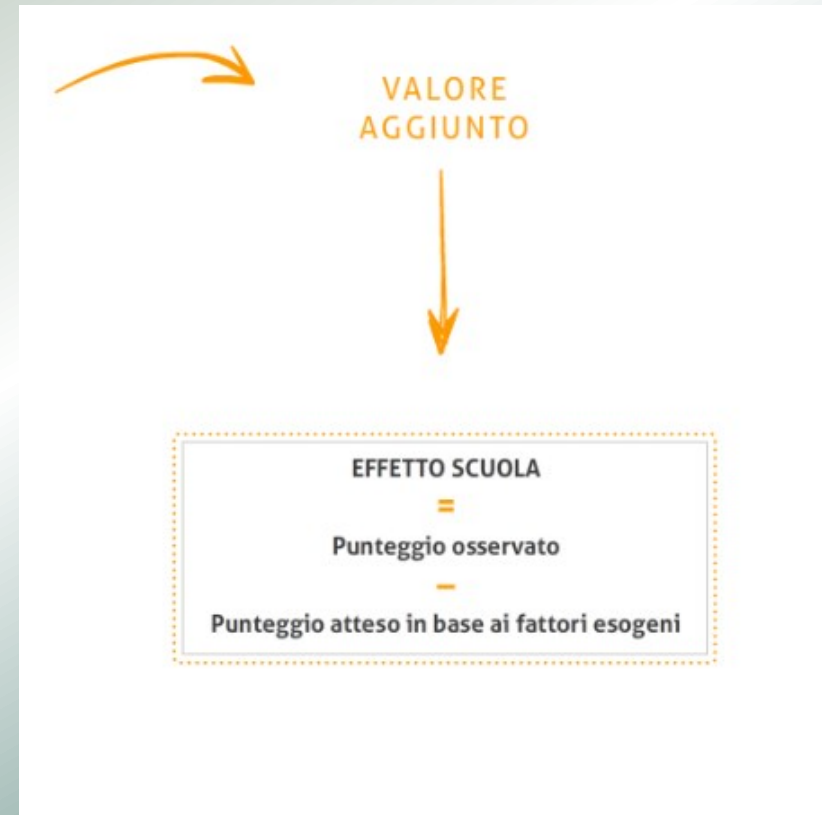 VALORE
AGGIUNTO
EFFETTO SCUOLA
=
Punteggio osservato
–
Punteggio atteso in base ai fattori esogeni